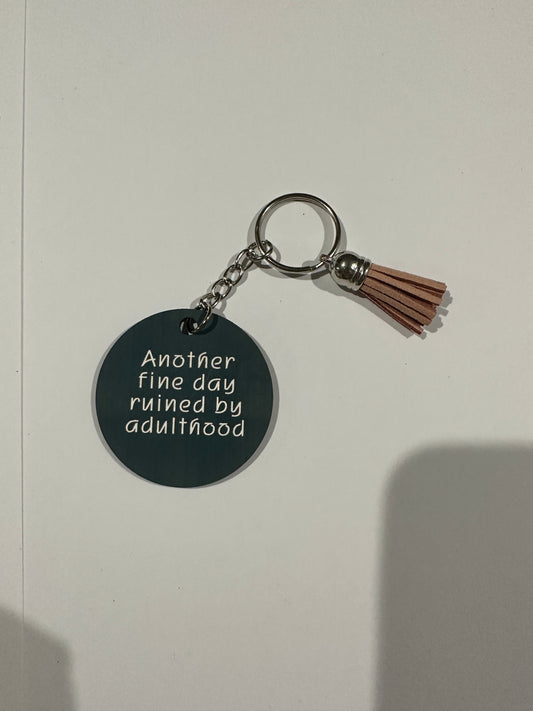 Another
fine day
ruined by
adulthood